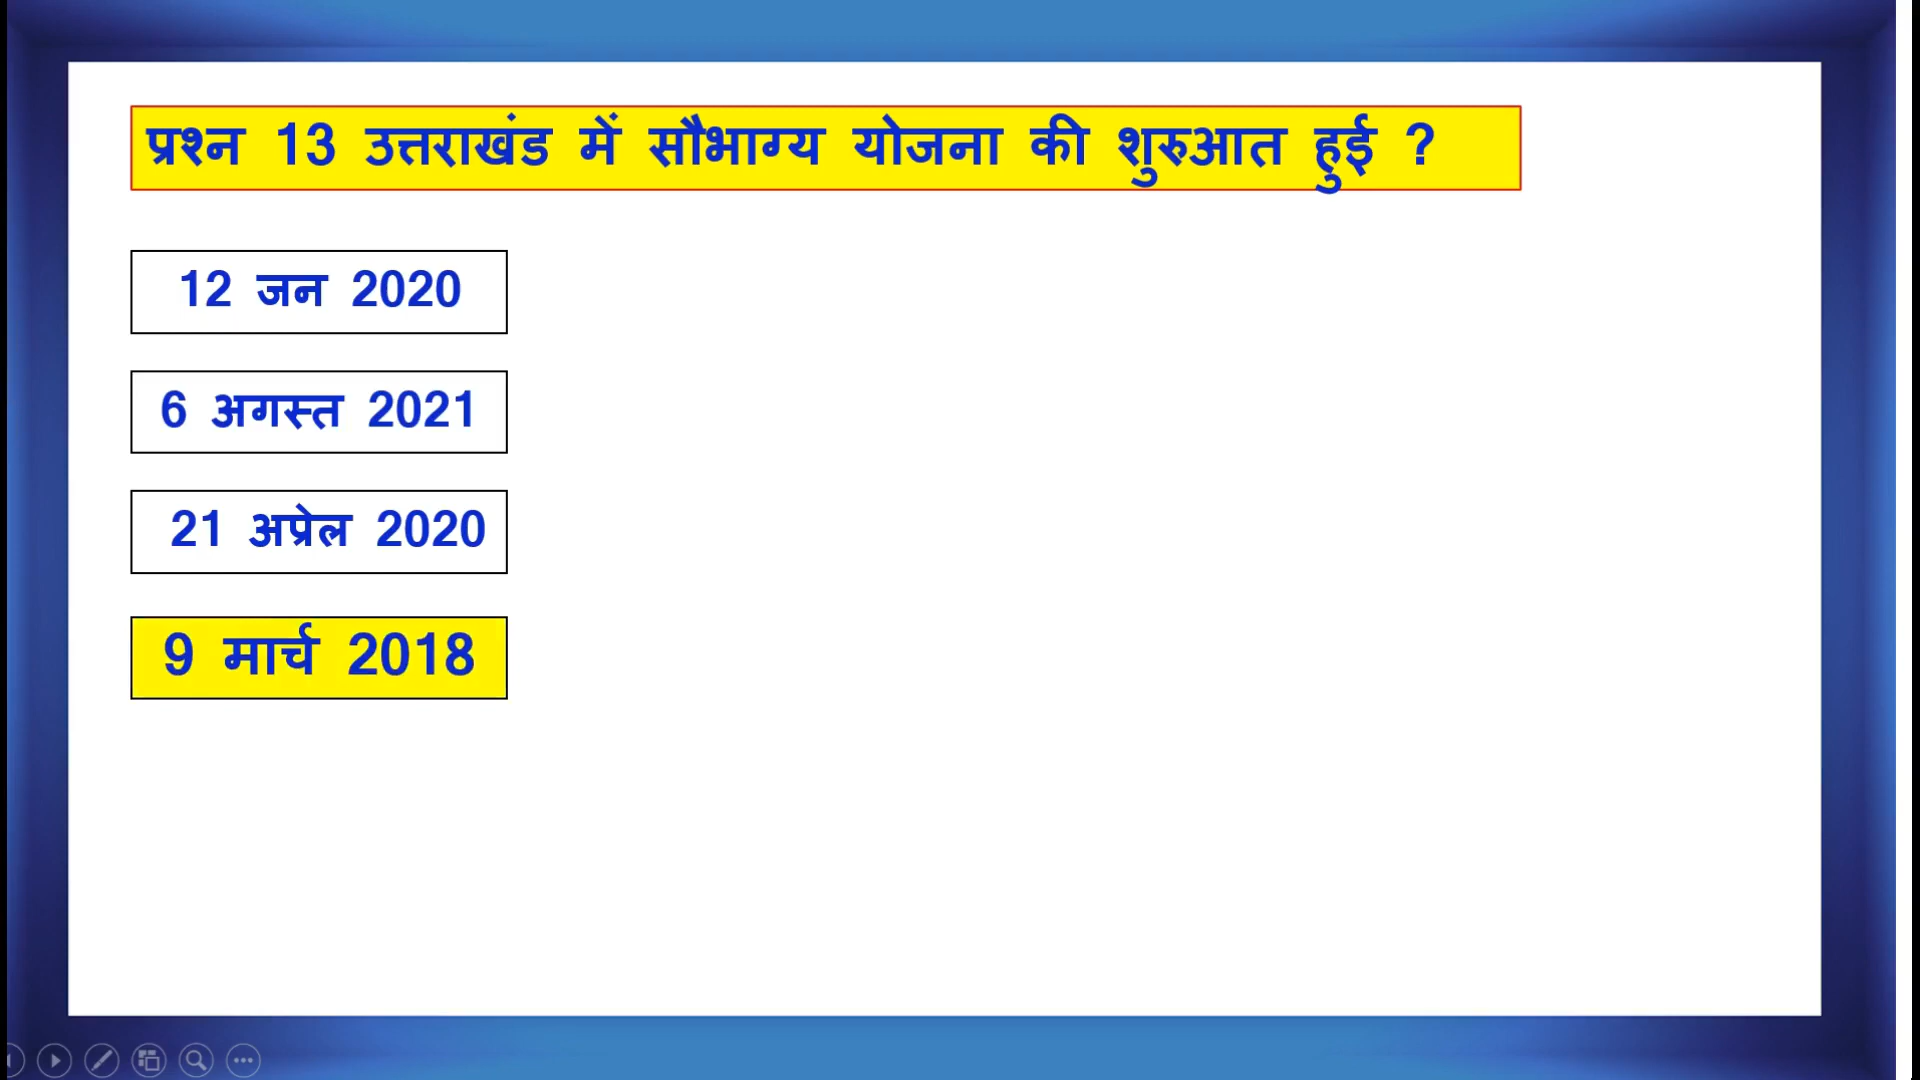 प्रश्न 13 उत्तराखंड में सौभाग्य योजना की शुरुआत हुई ?
12 जन 2020
6 अगस्त 2021
21 अप्रेल 2020
9 मार्च 2018